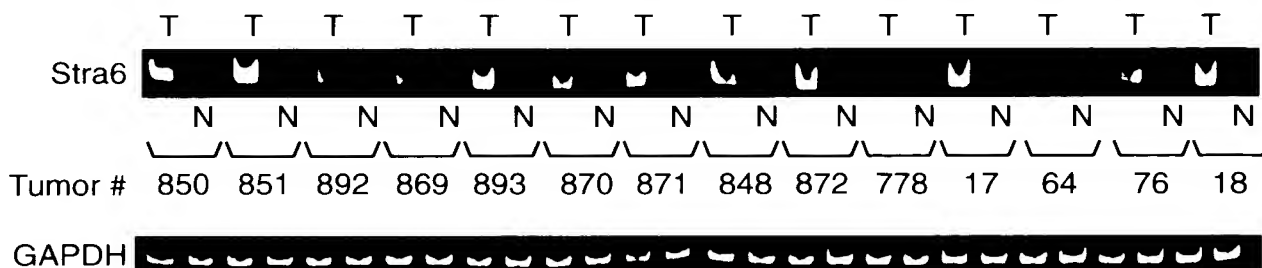 T T T T T T T T T T T T T T
Stra6
N N N N N N N N N N N N N N
Tumor # 850 851 892 869 893 870 871 848 872 778 17 64 76 18
GAPDH